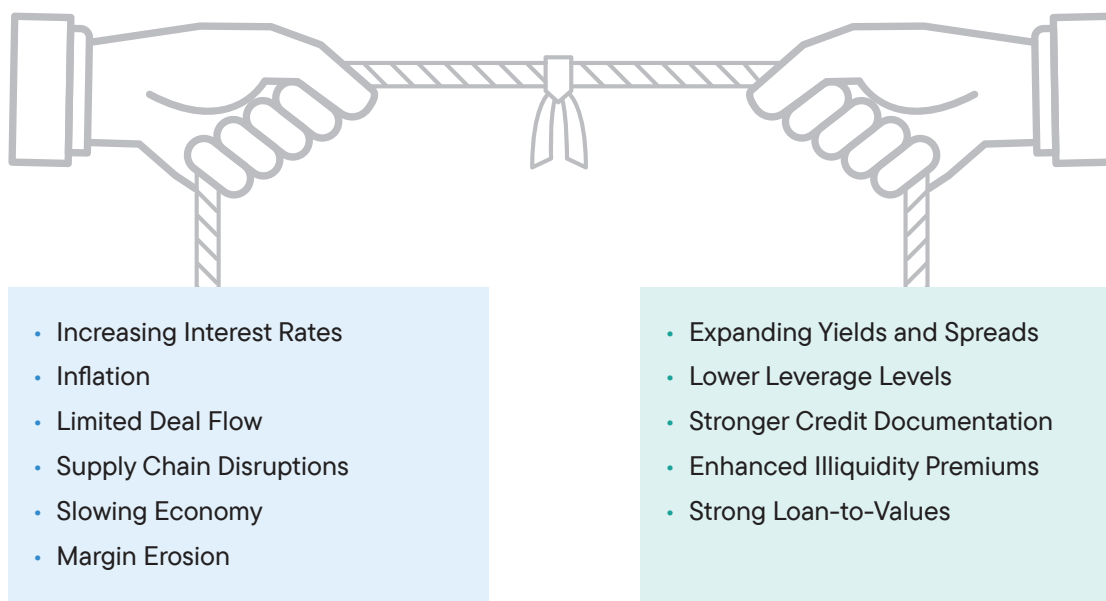 • Increasing Interest Rates
• Inflation
• Limited Deal Flow
• Supply Chain Disruptions
• Slowing Economy
• Margin Erosion
• Expanding Yields and Spreads
• Lower Leverage Levels
• Stronger Credit Documentation
• Enhanced Illiquidity Premiums
• Strong Loan-to-Values